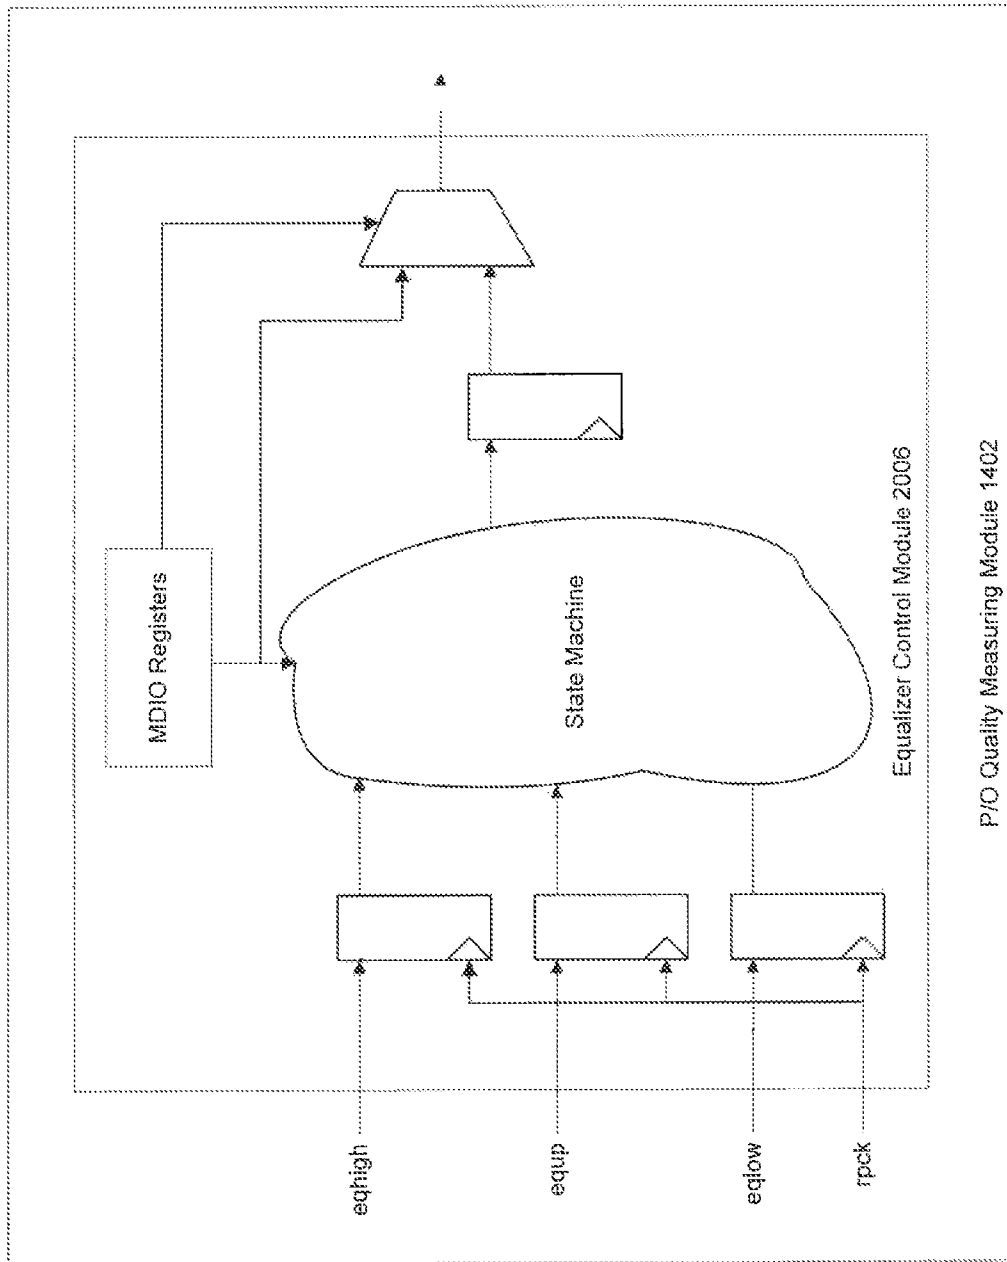 MDIO Registers
State Machine
eqhigh
equp
eqlow
rpck
Equalizer Control Module 2006
P/O Quality Measuring Module 1402